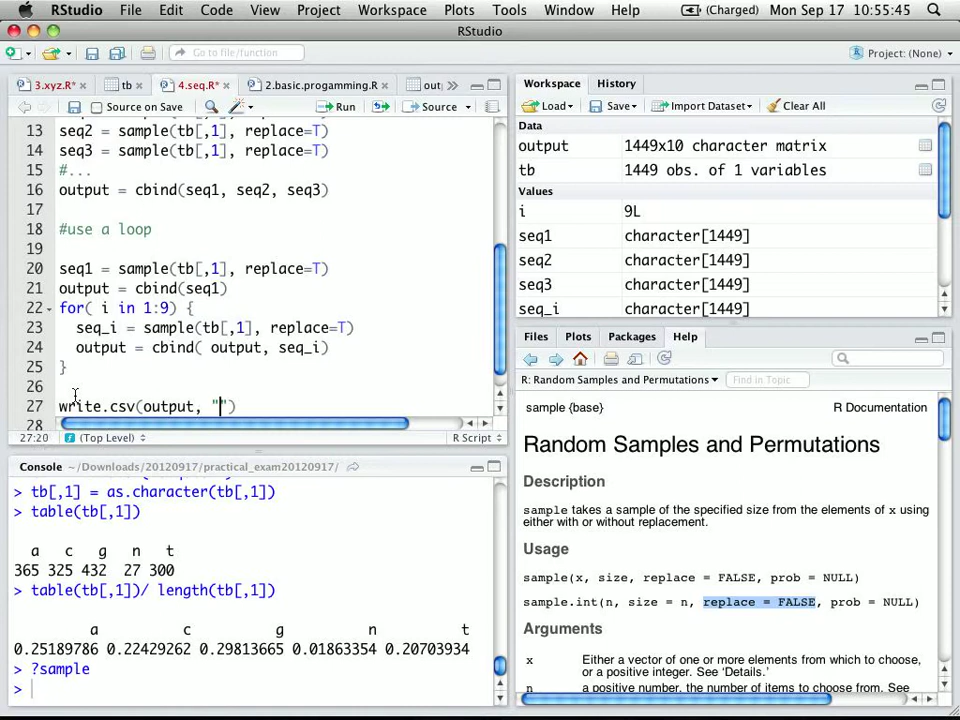 RStudio File Edit Code View Project Workspace Plots Tools Window Help (Charged) Mon Sep 17 10:55:45
RStudio
Go to file/function
Project: (None)
3.xyz.R* × tb × 4.seq.R* × 2.basic.progamming.R × out
Source on Save Run Source
13 seq2 = sample(tb[,1], replace=T)
14 seq3 = sample(tb[,1], replace=T)
15 #...
16 output = cbind(seq1, seq2, seq3)
17
18 #use a loop
19
20 seq1 = sample(tb[,1], replace=T)
21 output = cbind(seq1)
22 for( i in 1:9) {
23 seq_i = sample(tb[,1], replace=T)
24 output = cbind( output, seq_i)
25 }
26
27 write.csv(output, "")
28
27:20 (Top Level) R Script
Console ~/Downloads/20120917/practical_exam20120917/
> tb[,1] = as.character(tb[,1])
> table(tb[,1])
a c g n t
365 325 432 27 300
> table(tb[,1])/ length(tb[,1])
a c g n t
0.25189786 0.22429262 0.29813665 0.01863354 0.20703934
> ?sample
>
Workspace History
Load Save Import Dataset Clear All
Data
output 1449x10 character matrix
tb 1449 obs. of 1 variables
Values
i 9L
seq1 character[1449]
seq2 character[1449]
seq3 character[1449]
seq_i character[1449]
Files Plots Packages Help
R: Random Samples and Permutations Find in Topic
sample {base} R Documentation
Random Samples and Permutations
Description
sample takes a sample of the specified size from the elements of x using
either with or without replacement.
Usage
sample(x, size, replace = FALSE, prob = NULL)
sample.int(n, size = n, replace = FALSE, prob = NULL)
Arguments
x Either a vector of one or more elements from which to choose,
or a positive integer. See ‘Details.’
n a positive number, the number of items to choose from. See